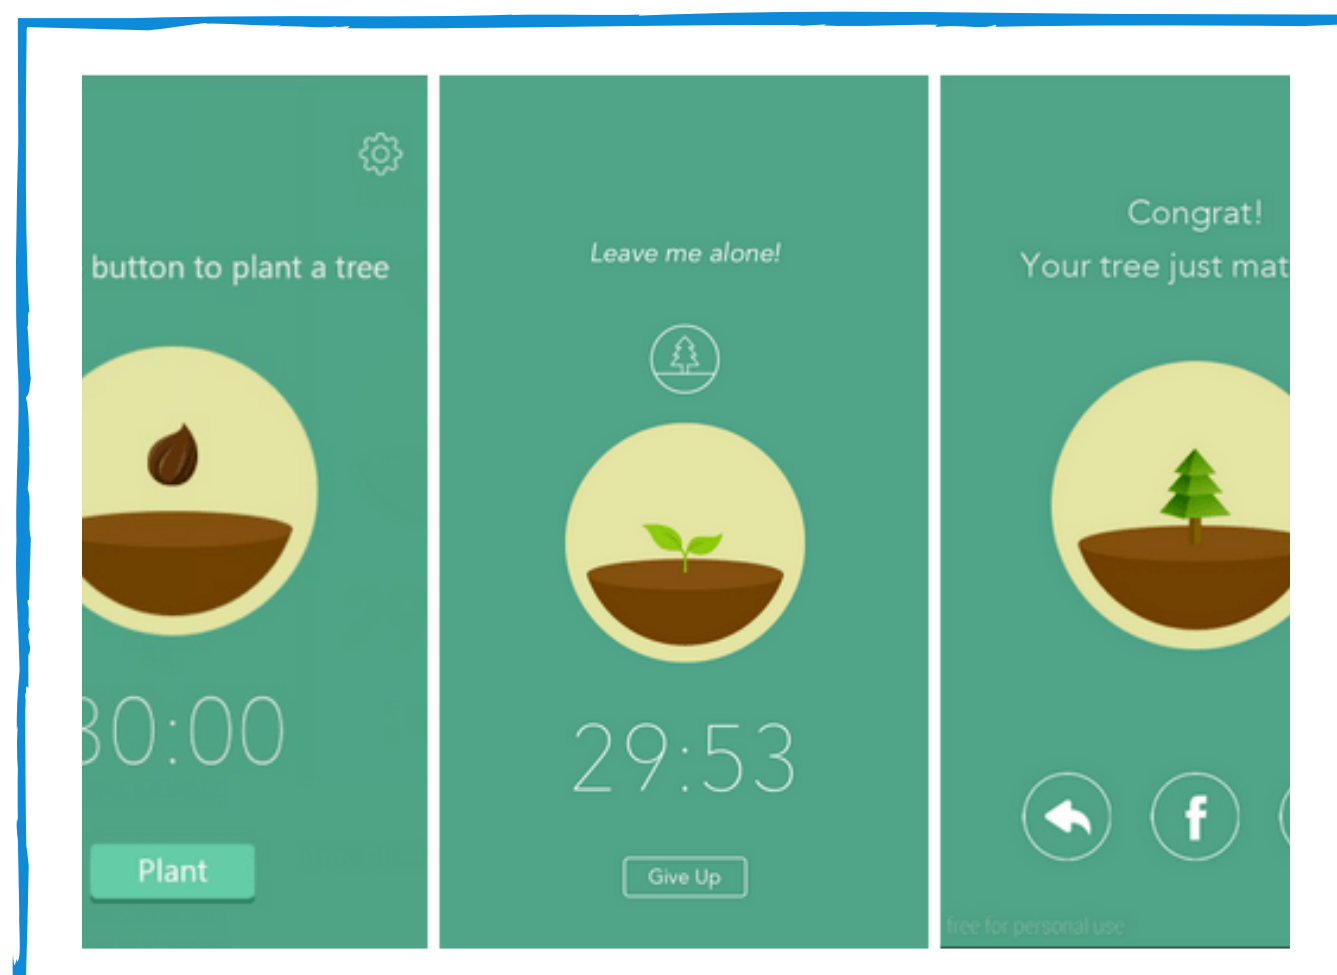 button to plant a tree
30:00
Plant
Leave me alone!
29:53
Give Up
Congrat!
Your tree just mat
f
free for personal use